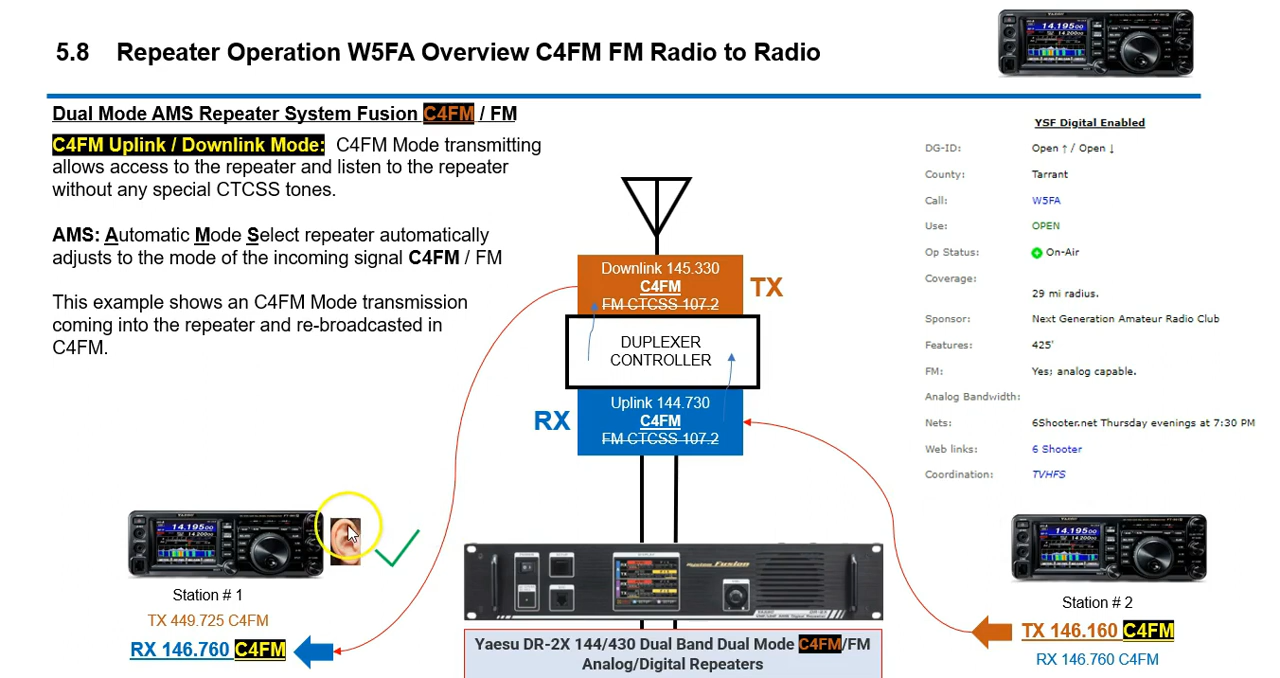 5.8 Repeater Operation W5FA Overview C4FM FM Radio to Radio
Dual Mode AMS Repeater System Fusion C4FM / FM
C4FM Uplink / Downlink Mode: C4FM Mode transmitting
allows access to the repeater and listen to the repeater
without any special CTCSS tones.
AMS: Automatic Mode Select repeater automatically
adjusts to the mode of the incoming signal C4FM / FM
This example shows an C4FM Mode transmission
coming into the repeater and re-broadcasted in
C4FM.
Downlink 145.330
C4FM
FM CTCSS 107.2
TX
DUPLEXER
CONTROLLER
RX
Uplink 144.730
C4FM
FM CTCSS 107.2
YSF Digital Enabled
DG-ID: Open ↑ / Open ↓
County: Tarrant
Call: W5FA
Use: OPEN
Op Status: On-Air
Coverage:
29 mi radius.
Sponsor: Next Generation Amateur Radio Club
Features: 425'
FM: Yes; analog capable.
Analog Bandwidth:
Nets: 6Shooter.net Thursday evenings at 7:30 PM
Web links: 6 Shooter
Coordination: TVHFS
14.195
14.195
14.195
Station # 1
TX 449.725 C4FM
RX 146.760 C4FM
System Fusion
Yaesu DR-2X 144/430 Dual Band Dual Mode C4FM/FM
Analog/Digital Repeaters
Station # 2
TX 146.160 C4FM
RX 146.760 C4FM